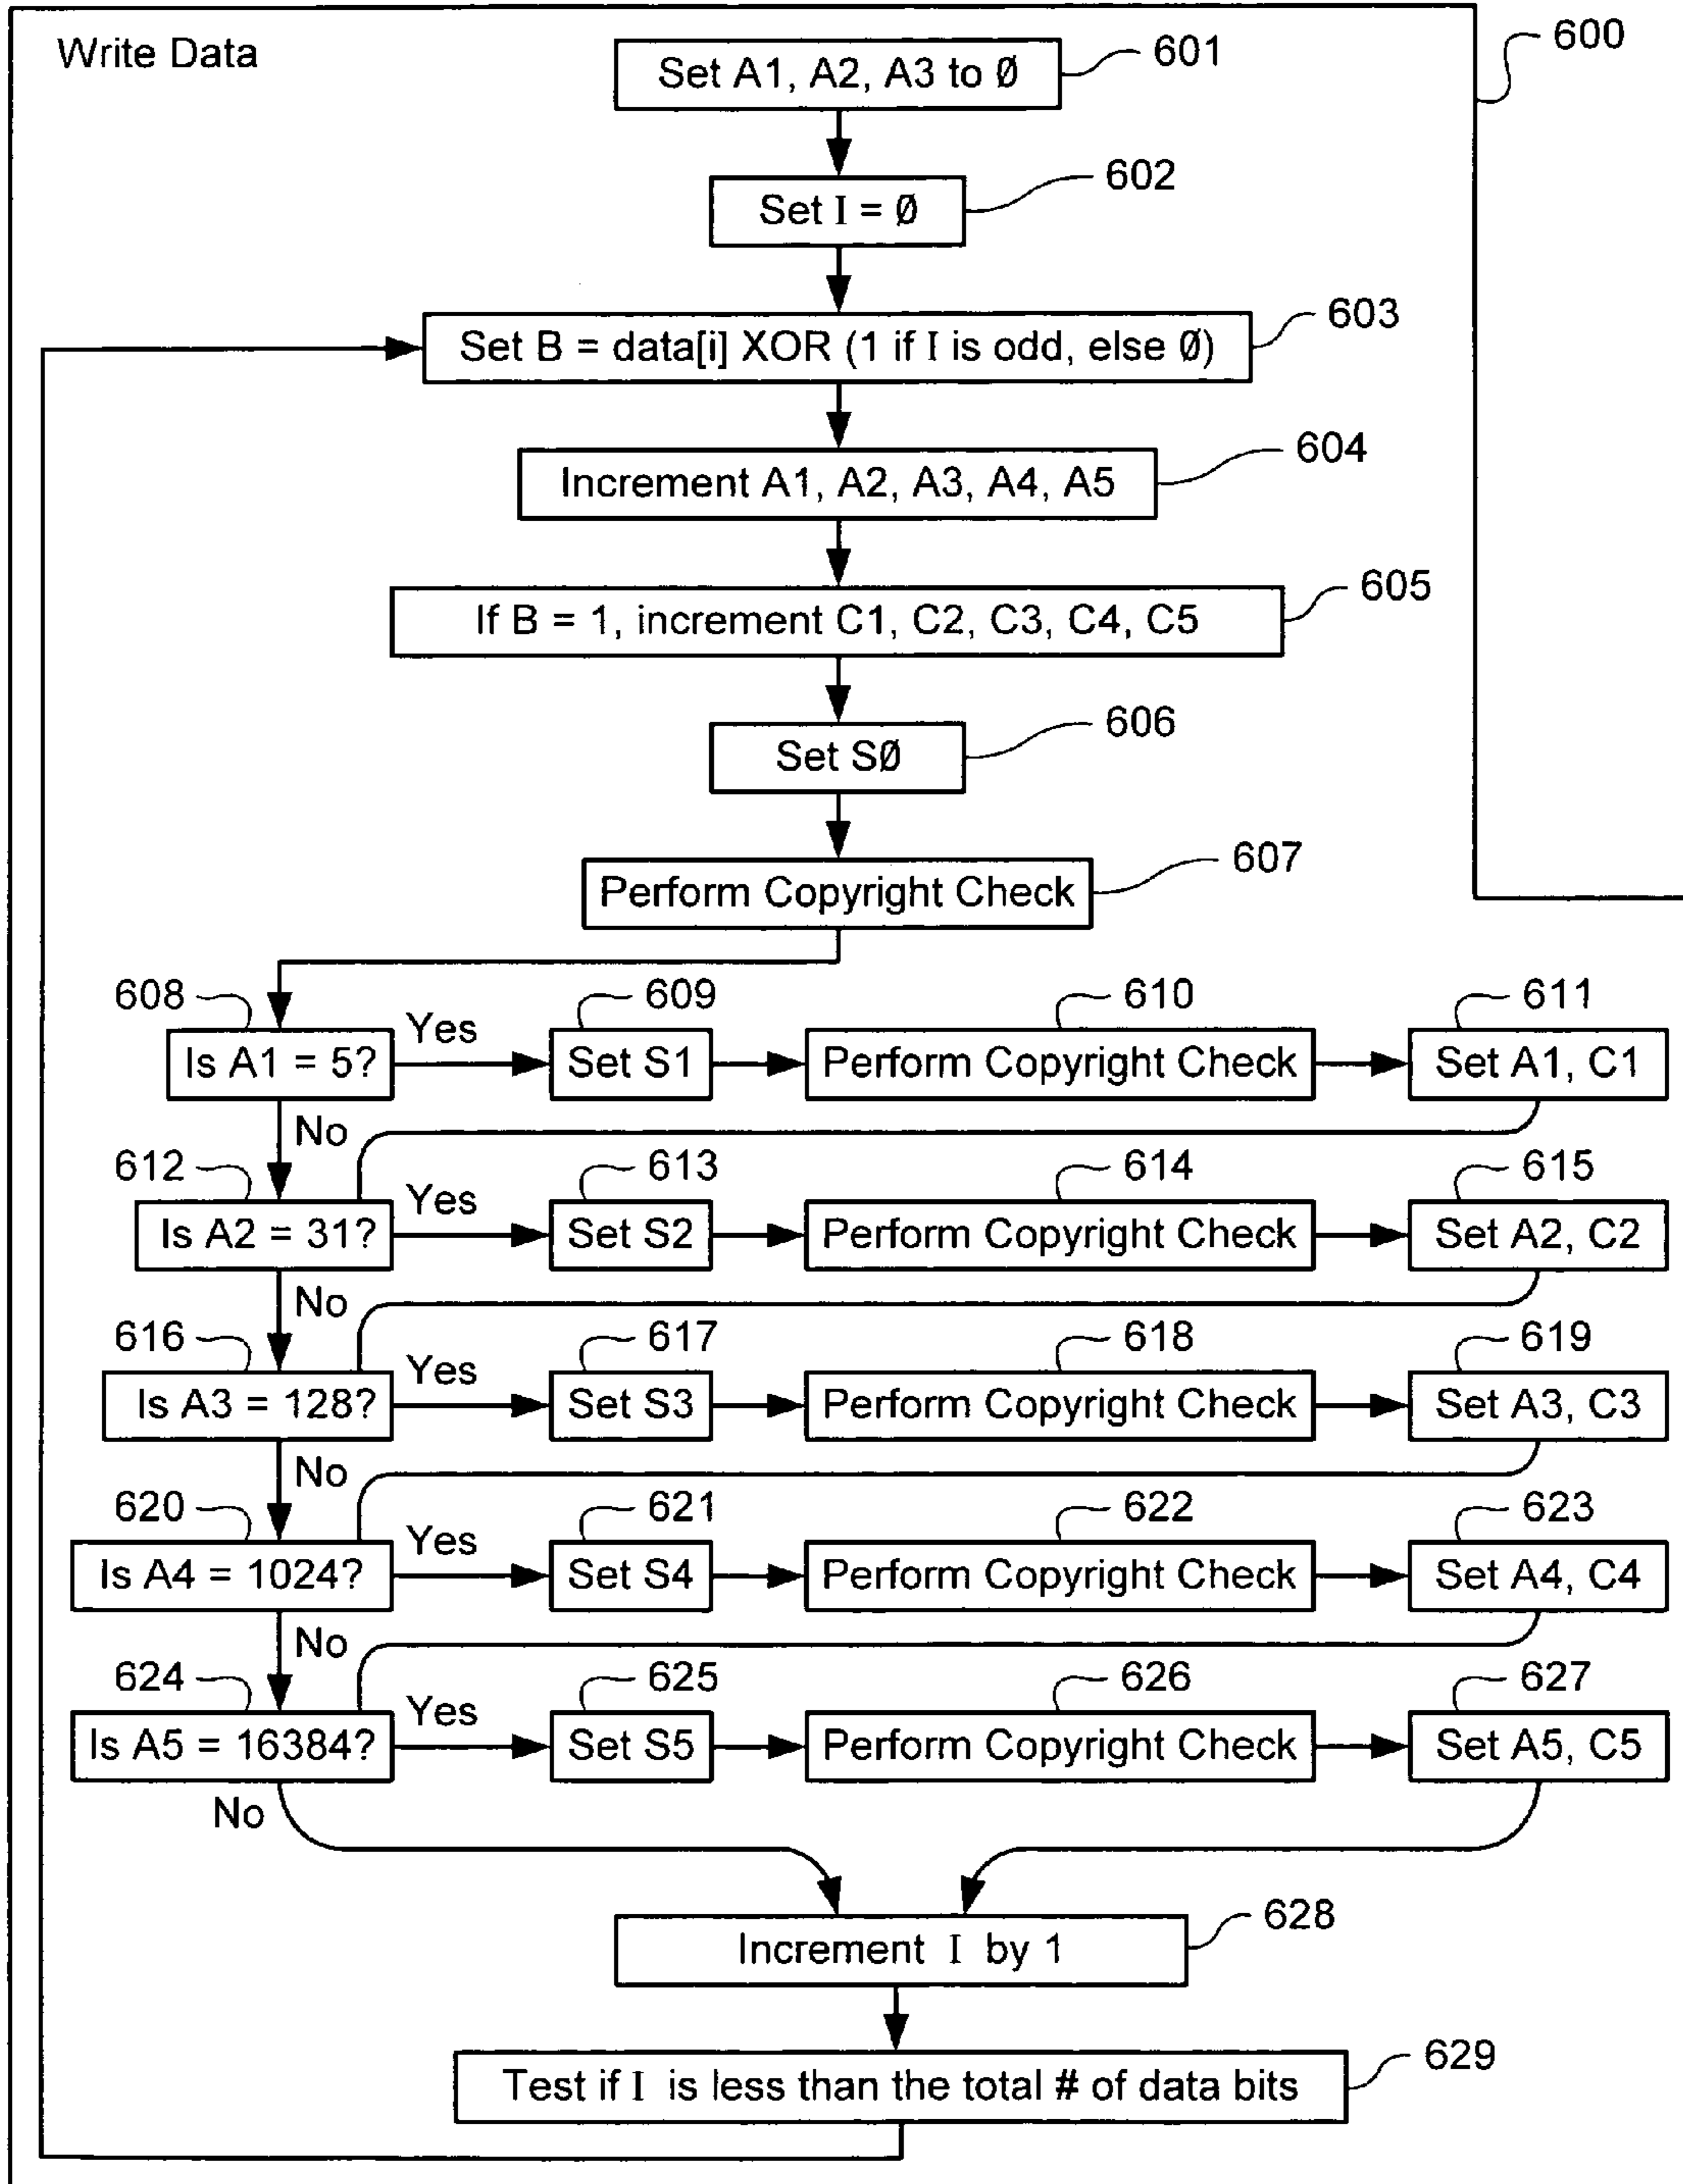 Write Data
600
601
Set A1, A2, A3 to Ø
602
Set I = Ø
603
Set B = data[i] XOR (1 if I is odd, else Ø)
604
Increment A1, A2, A3, A4, A5
605
If B = 1, increment C1, C2, C3, C4, C5
606
Set SØ
607
Perform Copyright Check
608
609
610
611
Is A1 = 5?
Yes
Set S1
Perform Copyright Check
Set A1, C1
No
612
613
614
615
Is A2 = 31?
Yes
Set S2
Perform Copyright Check
Set A2, C2
No
616
617
618
619
Is A3 = 128?
Yes
Set S3
Perform Copyright Check
Set A3, C3
No
620
621
622
623
Is A4 = 1024?
Yes
Set S4
Perform Copyright Check
Set A4, C4
No
624
625
626
627
Is A5 = 16384?
Yes
Set S5
Perform Copyright Check
Set A5, C5
No
628
Increment I by 1
629
Test if I is less than the total # of data bits